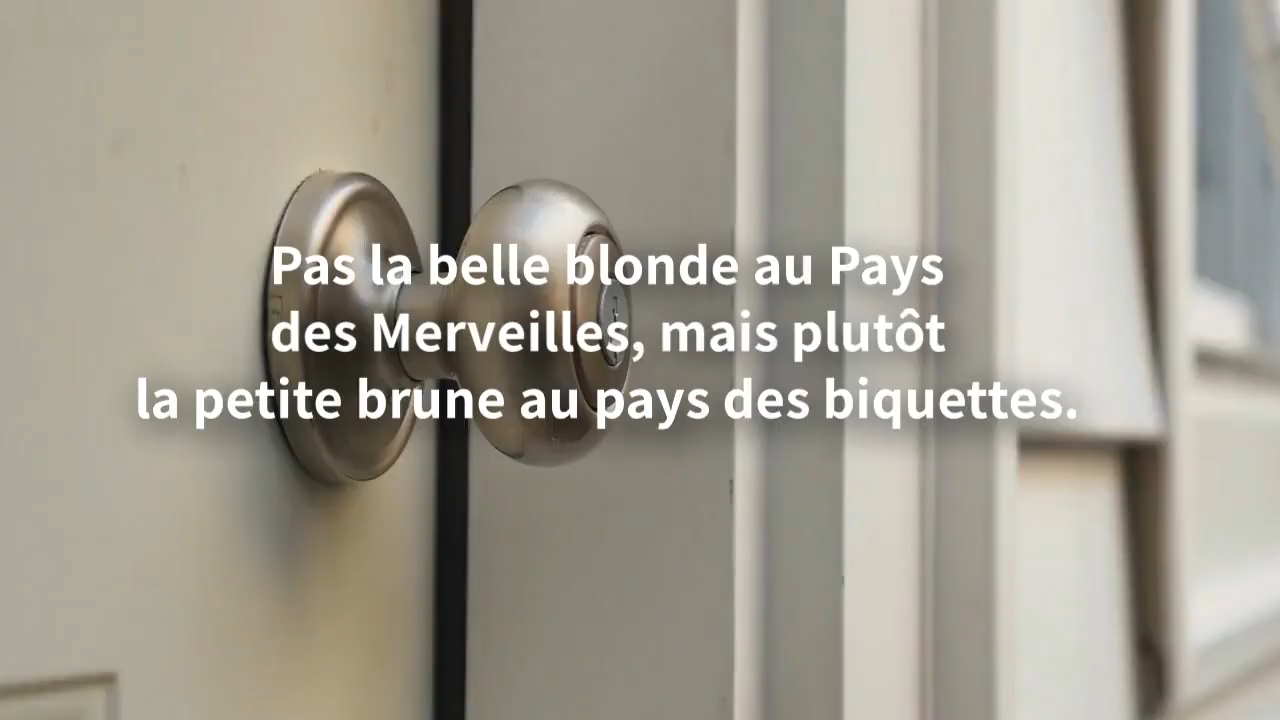 Pas la belle blonde au Pays
des Merveilles, mais plutôt
la petite brune au pays des biquettes.